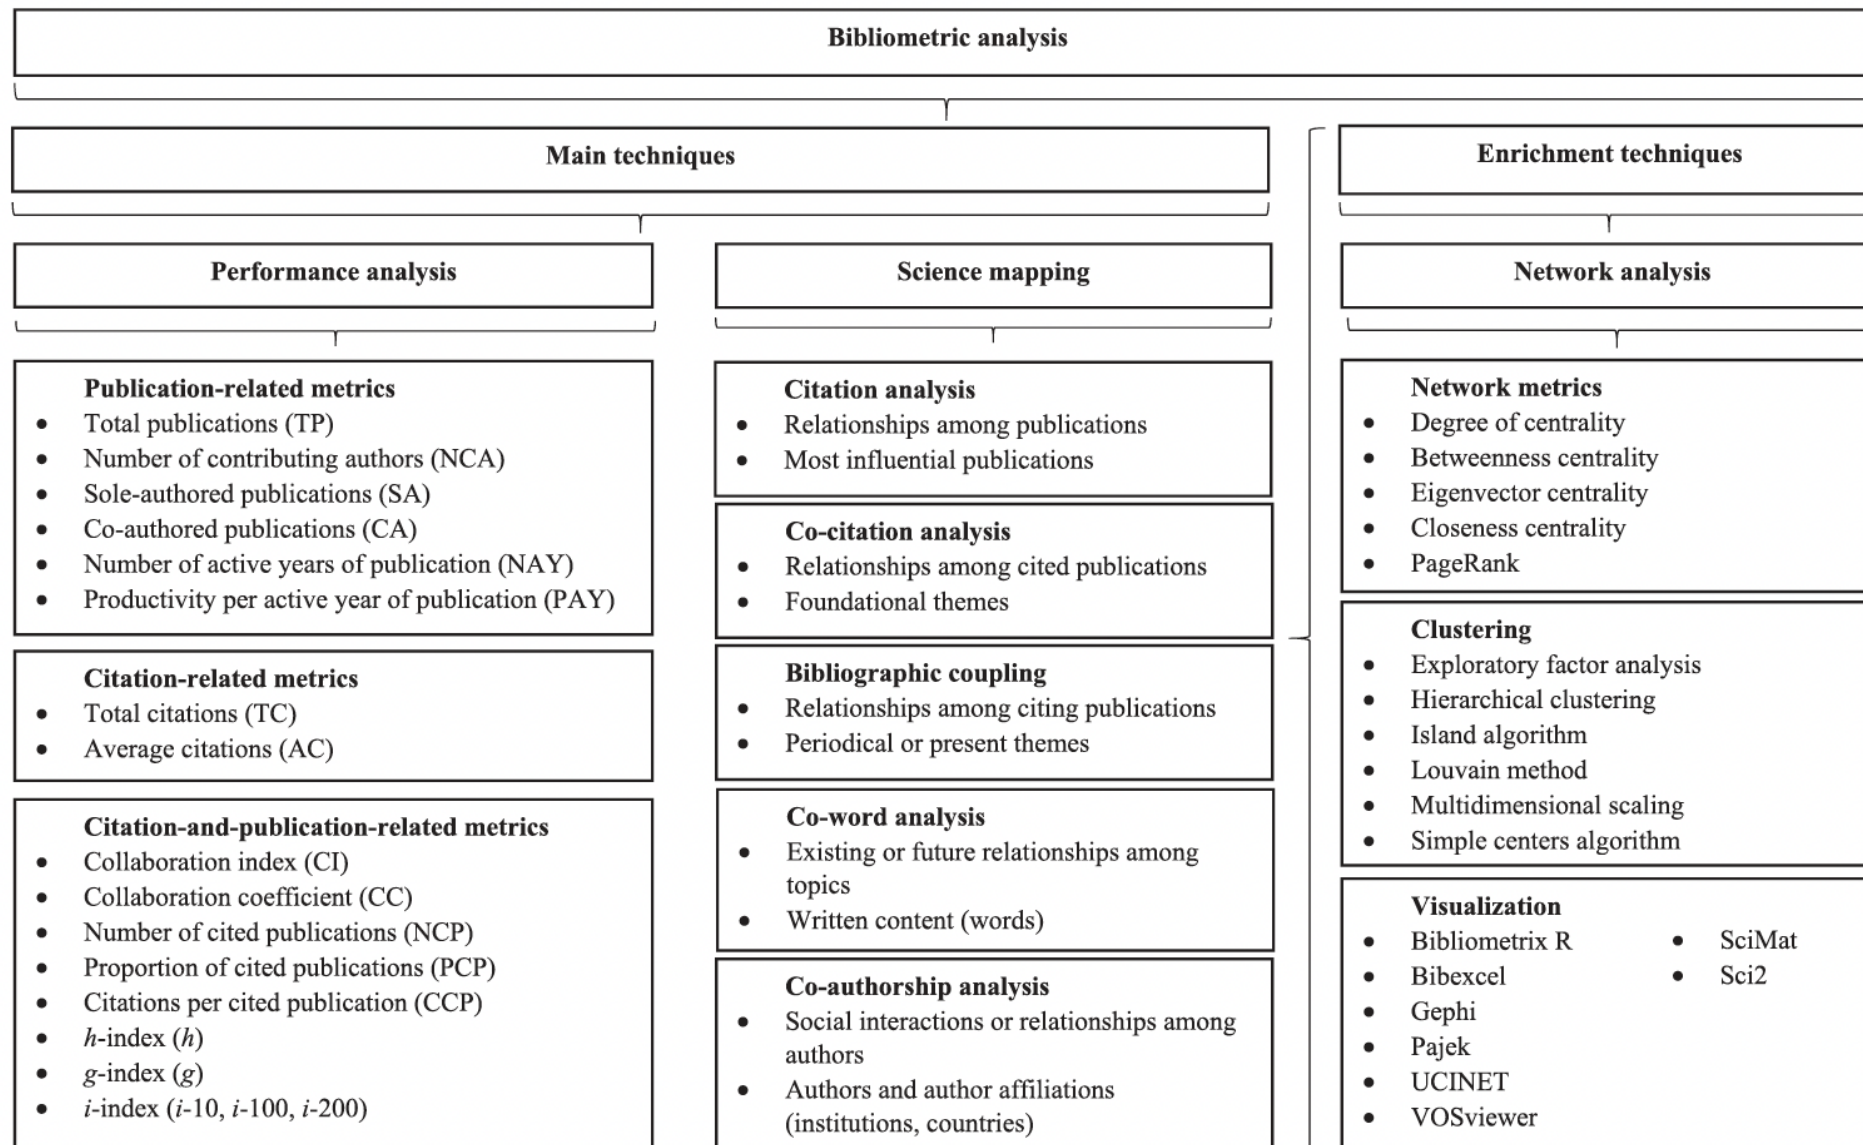 Bibliometric analysis
Main techniques
Enrichment techniques
Performance analysis
Science mapping
Network analysis
Publication-related metrics
• Total publications (TP)
• Number of contributing authors (NCA)
• Sole-authored publications (SA)
• Co-authored publications (CA)
• Number of active years of publication (NAY)
• Productivity per active year of publication (PAY)
Citation-related metrics
• Total citations (TC)
• Average citations (AC)
Citation-and-publication-related metrics
• Collaboration index (CI)
• Collaboration coefficient (CC)
• Number of cited publications (NCP)
• Proportion of cited publications (PCP)
• Citations per cited publication (CCP)
• h-index (h)
• g-index (g)
• i-index (i-10, i-100, i-200)
Citation analysis
• Relationships among publications
• Most influential publications
Co-citation analysis
• Relationships among cited publications
• Foundational themes
Bibliographic coupling
• Relationships among citing publications
• Periodical or present themes
Co-word analysis
• Existing or future relationships among
topics
• Written content (words)
Co-authorship analysis
• Social interactions or relationships among
authors
• Authors and author affiliations
(institutions, countries)
Network metrics
• Degree of centrality
• Betweenness centrality
• Eigenvector centrality
• Closeness centrality
• PageRank
Clustering
• Exploratory factor analysis
• Hierarchical clustering
• Island algorithm
• Louvain method
• Multidimensional scaling
• Simple centers algorithm
Visualization
• Bibliometrix R
• Bibexcel
• Gephi
• Pajek
• UCINET
• VOSviewer
• SciMat
• Sci2